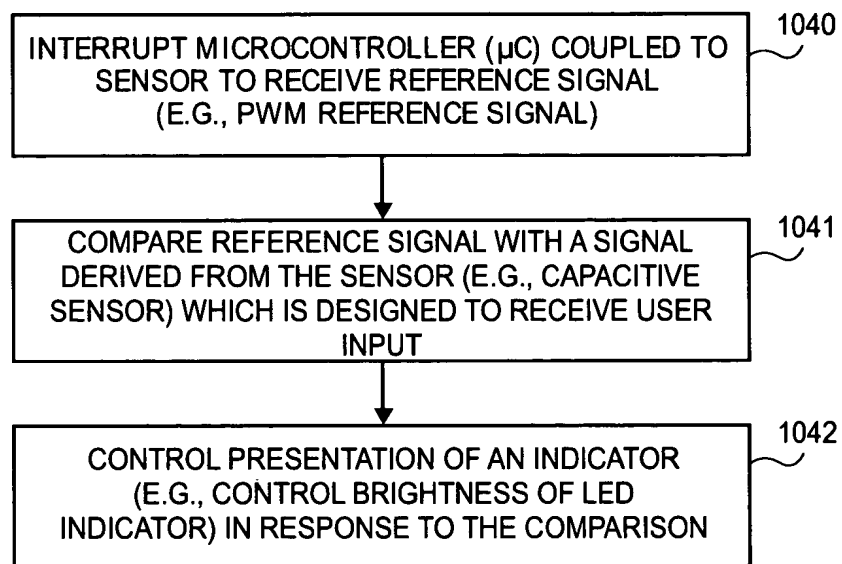 INTERRUPT MICROCONTROLLER (µC) COUPLED TO
SENSOR TO RECEIVE REFERENCE SIGNAL
(E.G., PWM REFERENCE SIGNAL)
1040
COMPARE REFERENCE SIGNAL WITH A SIGNAL
DERIVED FROM THE SENSOR (E.G., CAPACITIVE
SENSOR) WHICH IS DESIGNED TO RECEIVE USER
INPUT
1041
CONTROL PRESENTATION OF AN INDICATOR
(E.G., CONTROL BRIGHTNESS OF LED
INDICATOR) IN RESPONSE TO THE COMPARISON
1042